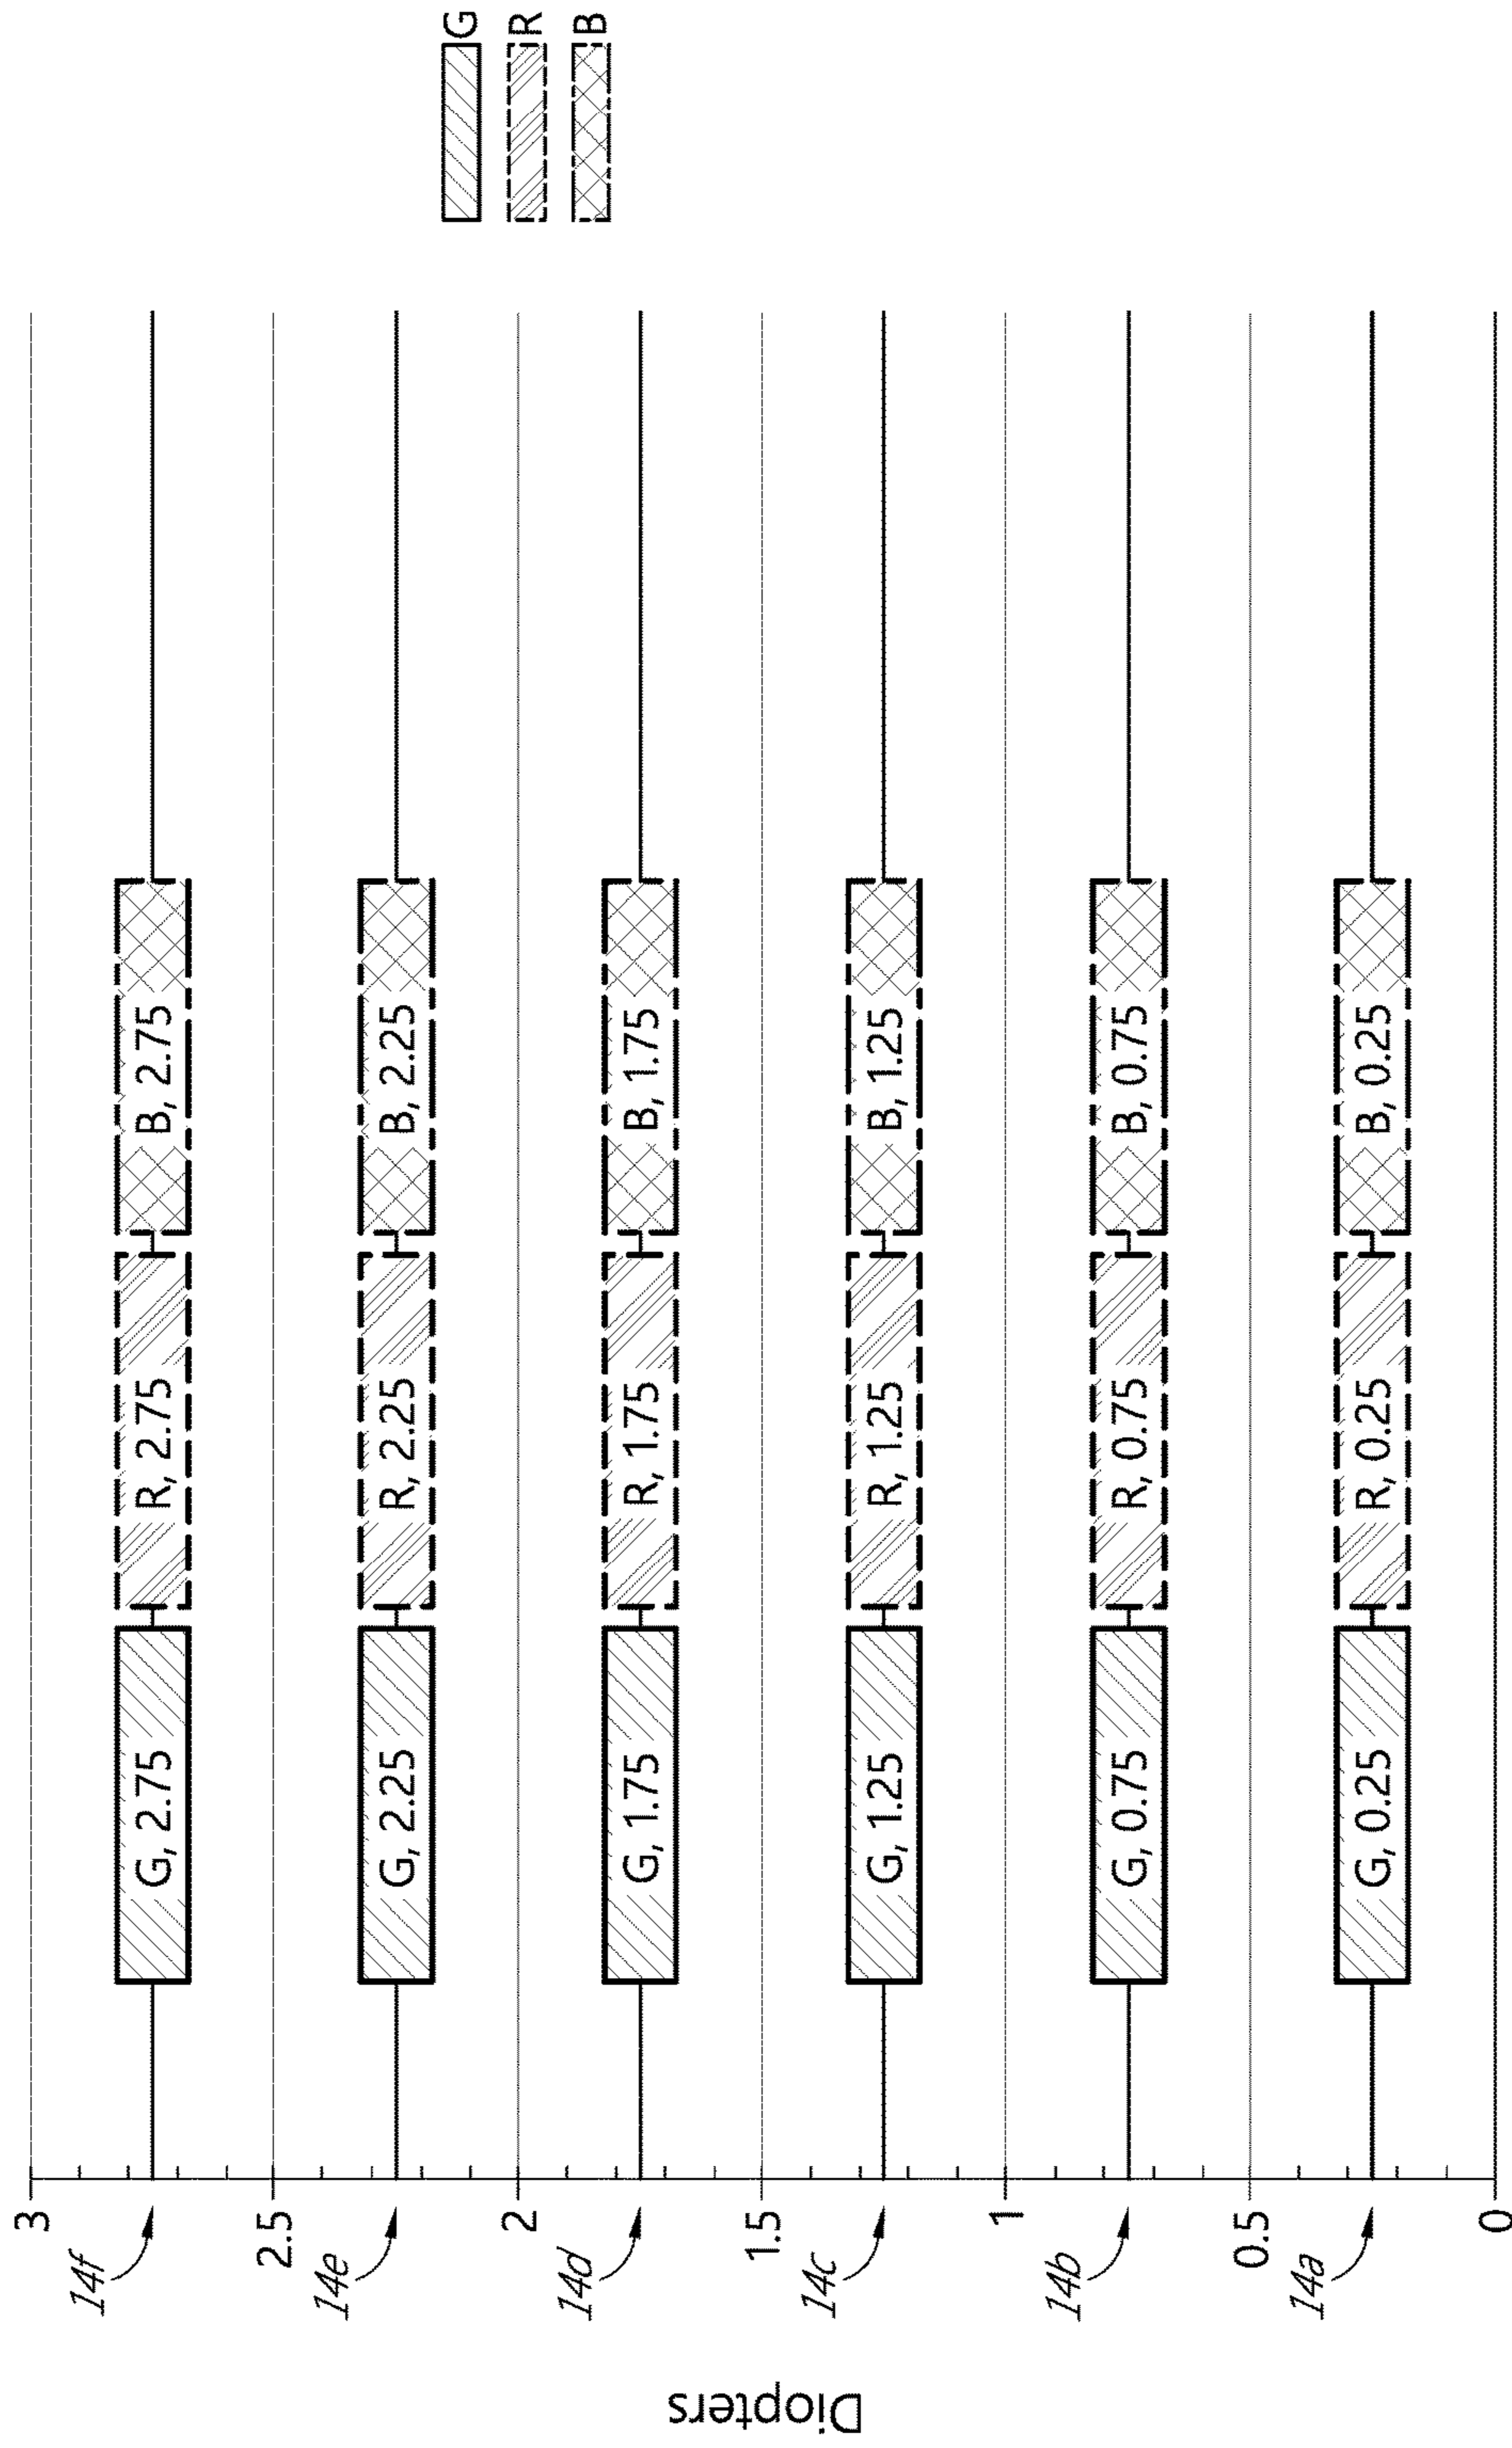 Diopters
3
14f
G, 2.75
R, 2.75
B, 2.75
2.5
14e
G, 2.25
R, 2.25
B, 2.25
2
14d
G, 1.75
R, 1.75
B, 1.75
1.5
14c
G, 1.25
R, 1.25
B, 1.25
1
14b
G, 0.75
R, 0.75
B, 0.75
0.5
14a
G, 0.25
R, 0.25
B, 0.25
0
G
R
B